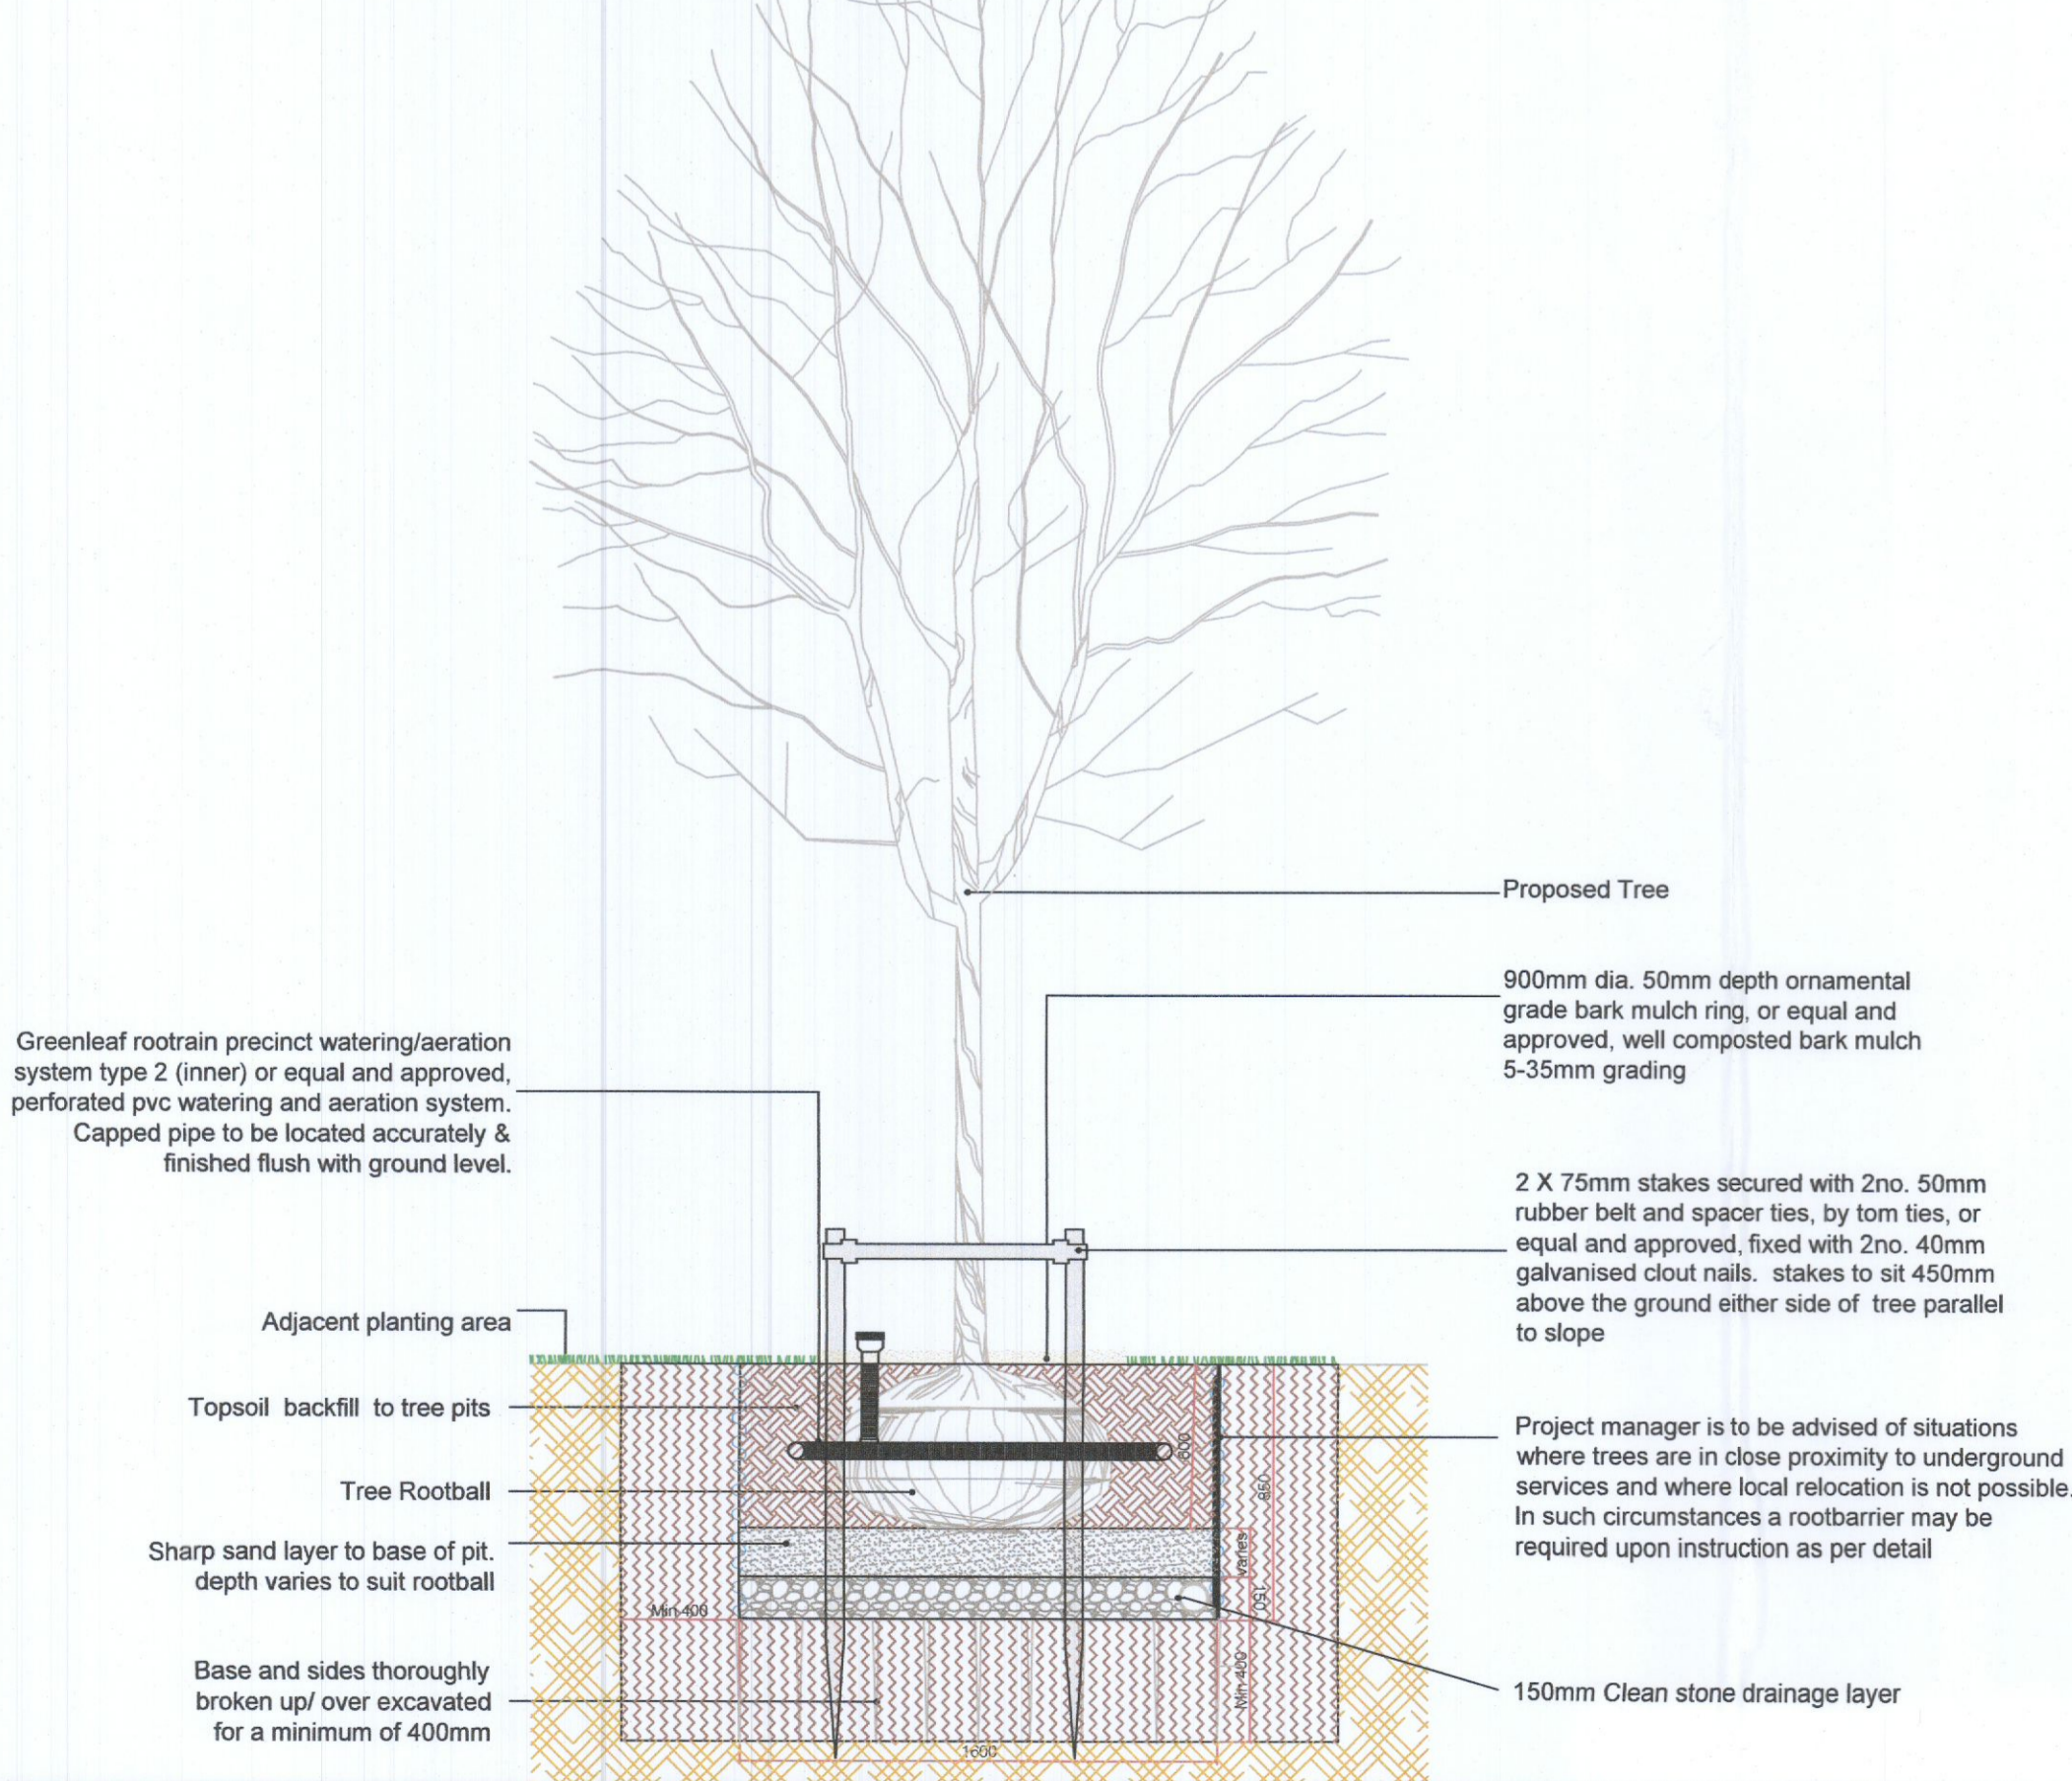 Proposed Tree
900mm dia. 50mm depth ornamental
grade bark mulch ring, or equal and
approved, well composted bark mulch
5-35mm grading
Greenleaf rootrain precinct watering/aeration
system type 2 (inner) or equal and approved,
perforated pvc watering and aeration system.
Capped pipe to be located accurately &
finished flush with ground level.
2 X 75mm stakes secured with 2no. 50mm
rubber belt and spacer ties, by tom ties, or
equal and approved, fixed with 2no. 40mm
galvanised clout nails. stakes to sit 450mm
above the ground either side of tree parallel
to slope
Adjacent planting area
Topsoil backfill to tree pits
Tree Rootball
Sharp sand layer to base of pit.
depth varies to suit rootball
Base and sides thoroughly
broken up/ over excavated
for a minimum of 400mm
Project manager is to be advised of situations
where trees are in close proximity to underground
services and where local relocation is not possible.
In such circumstances a rootbarrier may be
required upon instruction as per detail
150mm Clean stone drainage layer
600
850
varies
150
Min 400
Min 400
1600